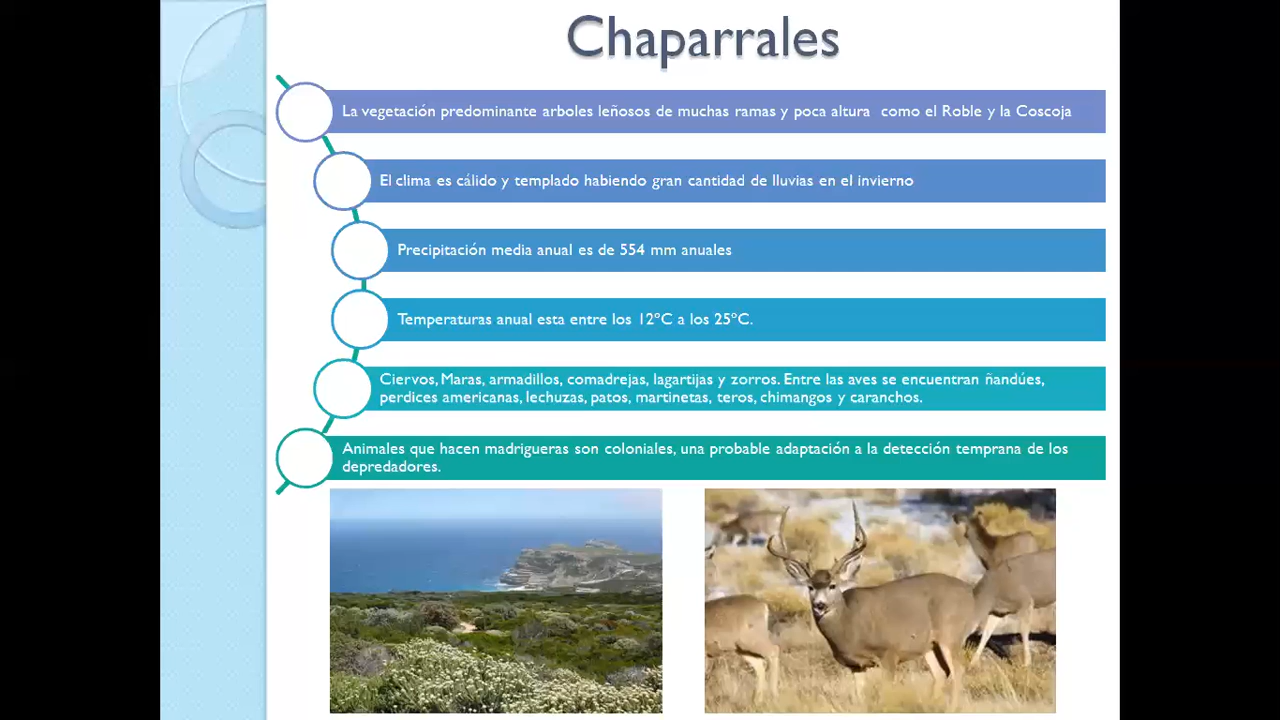 Chaparrales
La vegetación predominante arboles leñosos de muchas ramas y poca altura como el Roble y la Coscoja
El clima es cálido y templado habiendo gran cantidad de lluvias en el invierno
Precipitación media anual es de 554 mm anuales
Temperaturas anual esta entre los 12°C a los 25°C.
Ciervos, Maras, armadillos, comadrejas, lagartijas y zorros. Entre las aves se encuentran ñandúes,
perdices americanas, lechuzas, patos, martinetas, teros, chimangos y caranchos.
Animales que hacen madrigueras son coloniales, una probable adaptación a la detección temprana de los
depredadores.